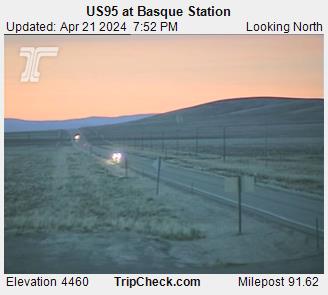 US95 at Basque Station
Updated: Apr 21 2024 7:52 PM Looking North
Elevation 4460 TripCheck.com Milepost 91.62